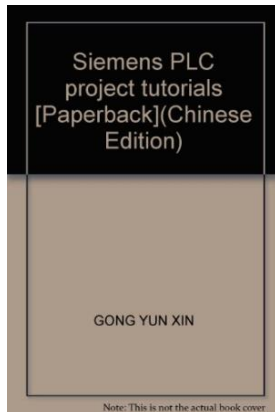 Siemens PLC
project tutorials
[Paperback](Chinese
Edition)
GONG YUN XIN
Note: This is not the actual book cover